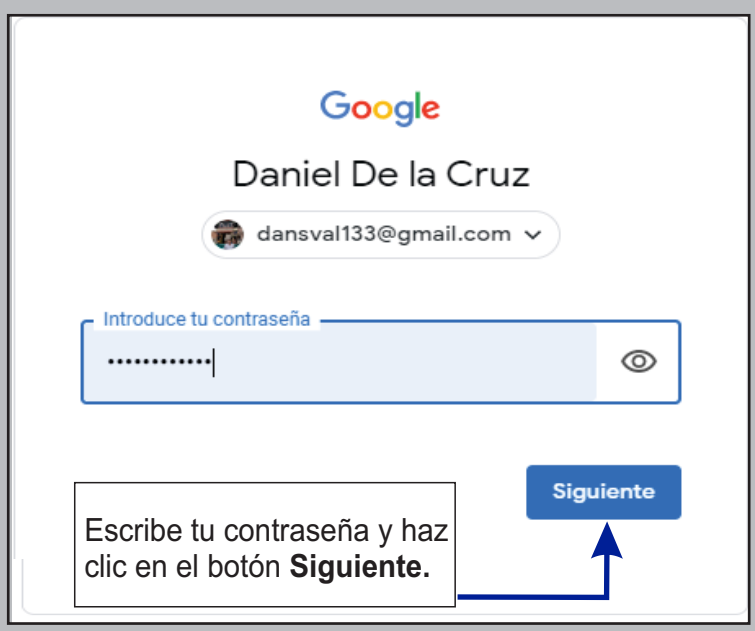 Google
Daniel De la Cruz
dansval133@gmail.com
Introduce tu contraseña
••••••••••••
Siguiente
Escribe tu contraseña y haz
clic en el botón Siguiente.